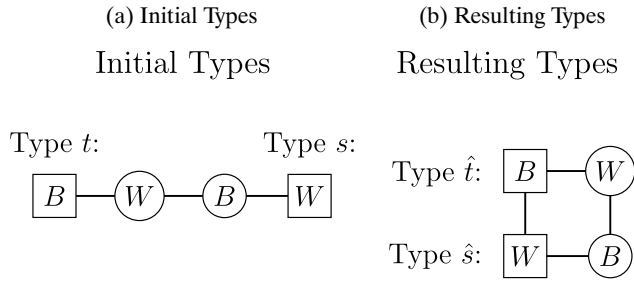 (a) Initial Types
Initial Types
Type t: Type s:
B W B W
(b) Resulting Types
Resulting Types
Type t̂: B W
Type ŝ: W B